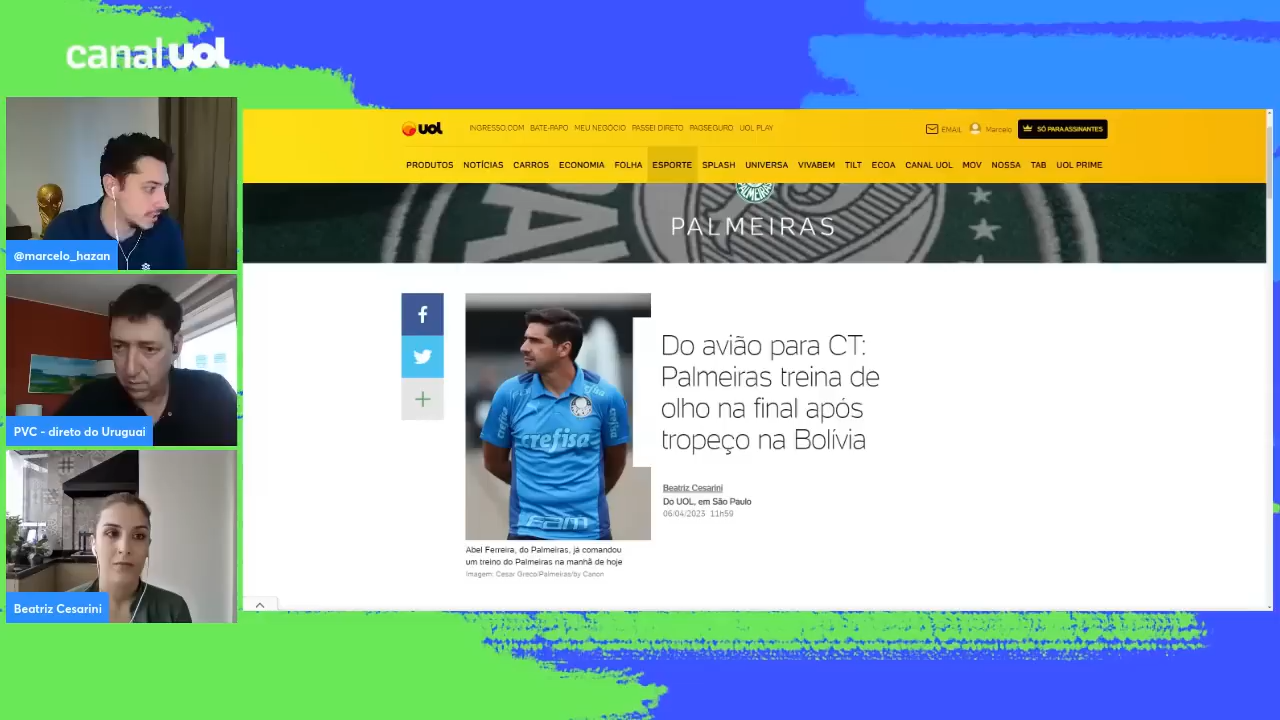 canal uol
@marcelo_hazan
PVC - direto do Uruguai
Beatriz Cesarini
uol
INGRESSO.COM BATE-PAPO MEU NEGÓCIO PASSEI DIRETO PAGSEGURO UOL PLAY
EMAIL Marcelo SÓ PARA ASSINANTES
PRODUTOS NOTÍCIAS CARROS ECONOMIA FOLHA ESPORTE SPLASH UNIVERSA VIVABEM TILT ECOA CANAL UOL MOV NOSSA TAB UOL PRIME
PALMEIRAS
PALMEIRAS
crefisa
FAM
Do avião para CT:
Palmeiras treina de
olho na final após
tropeço na Bolívia
Beatriz Cesarini
Do UOL, em São Paulo
06/04/2023 11h59
Abel Ferreira, do Palmeiras, já comandou
um treino do Palmeiras na manhã de hoje
Imagem: Cesar Greco/Palmeiras/by Canon